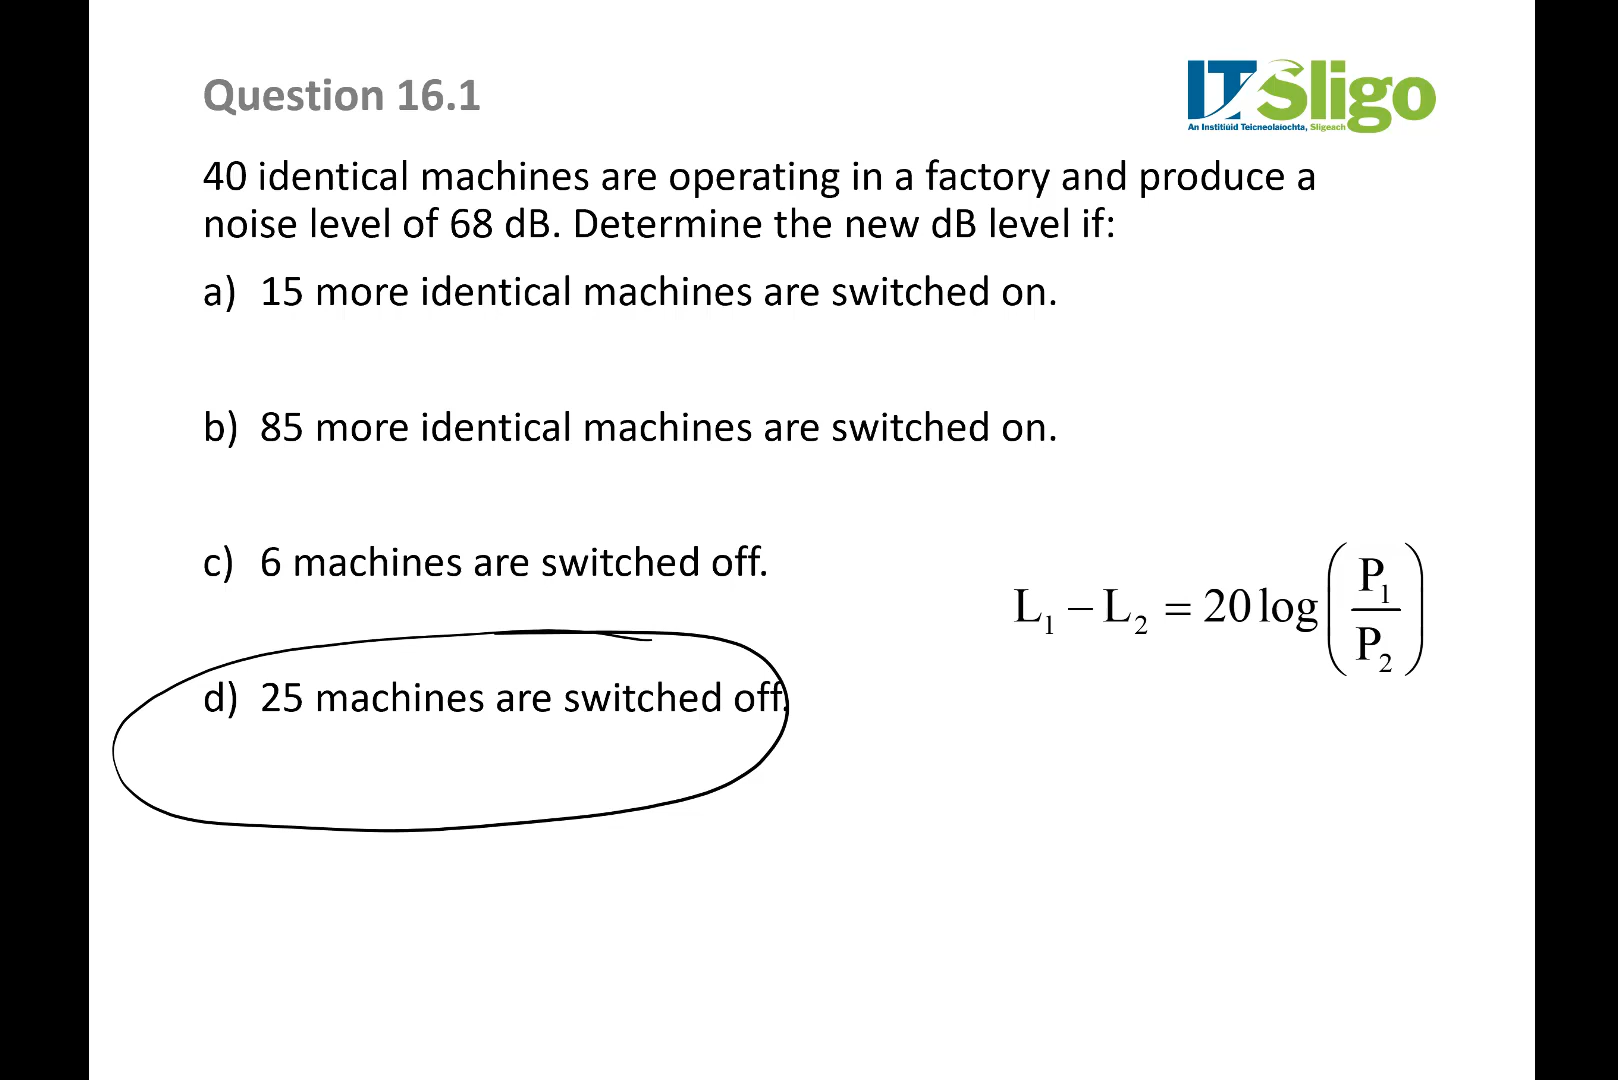 Question 16.1
IT Sligo
An Institiúid Teicneolaíochta, Sligeach
40 identical machines are operating in a factory and produce a
noise level of 68 dB. Determine the new dB level if:
a) 15 more identical machines are switched on.
b) 85 more identical machines are switched on.
c) 6 machines are switched off.
L₁ – L₂ = 20 log(P₁/P₂)
d) 25 machines are switched off.